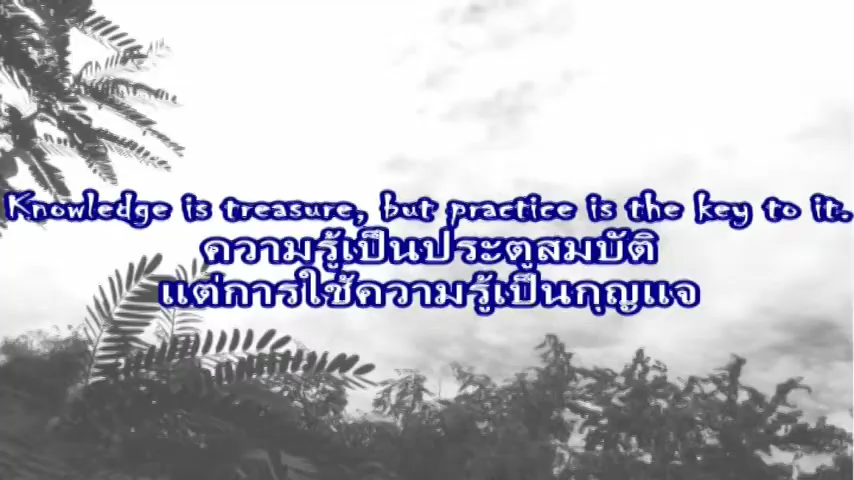 Knowledge is treasure, but practice is the key to it.
ความรู้เป็นประตูสมบัติ
แต่การใช้ความรู้เป็นกุญแจ